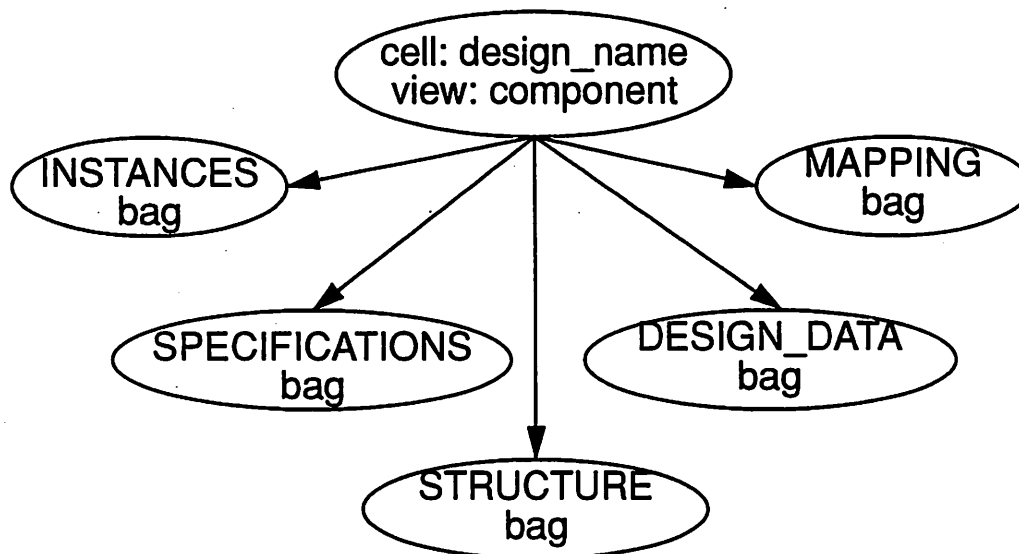 cell: design_name
view: component
INSTANCES
bag
MAPPING
bag
SPECIFICATIONS
bag
DESIGN_DATA
bag
STRUCTURE
bag